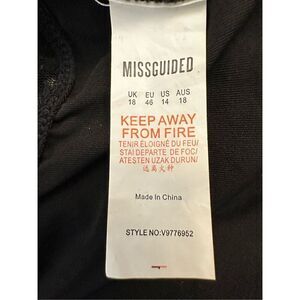 MISSGUIDED
UK EU US AUS
18 46 14 18
KEEP AWAY
FROM FIRE
TENIR ÉLOIGNÉ DU FEU/
STAI DEPARTE DE FOC/
ATESTEN UZAK DURUN/
远离火种
Made In China
STYLE NO:V9776952